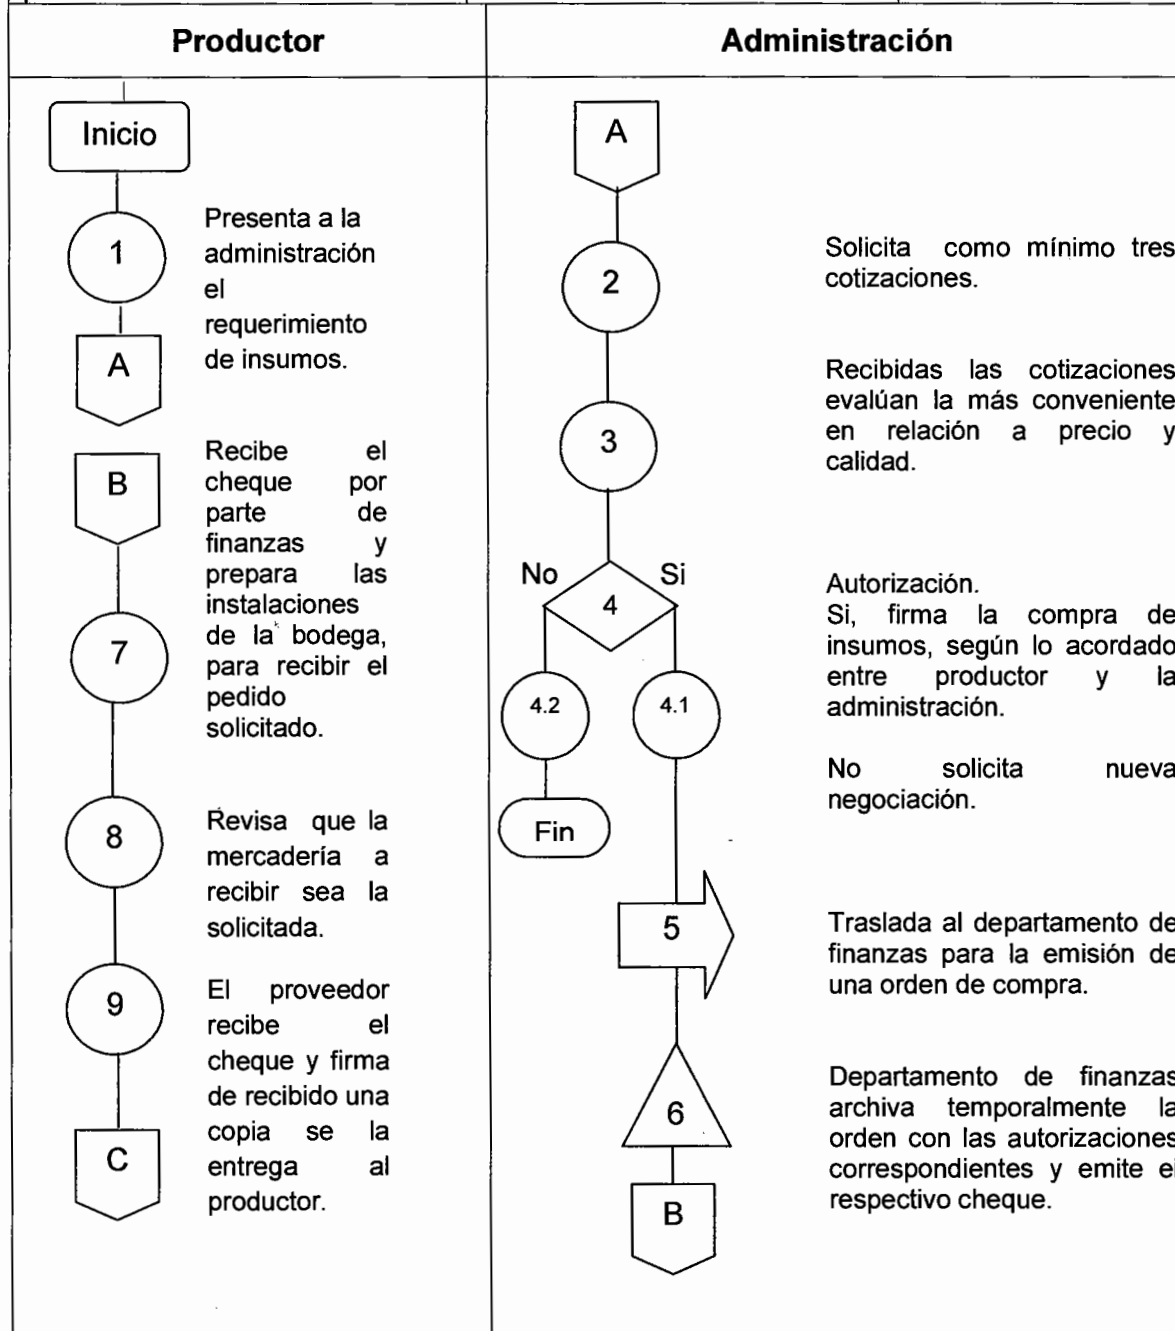 Productor
Administración
Inicio
1
Presenta a la
administración
el
requerimiento
de insumos.
A
B
Recibe el
cheque por
parte de
finanzas y
prepara las
instalaciones
de la bodega,
para recibir el
pedido
solicitado.
7
8
Revisa que la
mercadería a
recibir sea la
solicitada.
9
El proveedor
recibe el
cheque y firma
de recibido una
copia se la
entrega al
productor.
C
A
2
Solicita como mínimo tres
cotizaciones.
3
Recibidas las cotizaciones
evalúan la más conveniente
en relación a precio y
calidad.
No
Si
4
Autorización.
Si, firma la compra de
insumos, según lo acordado
entre productor y la
administración.
4.2
4.1
No solicita nueva
negociación.
Fin
5
Traslada al departamento de
finanzas para la emisión de
una orden de compra.
6
Departamento de finanzas
archiva temporalmente la
orden con las autorizaciones
correspondientes y emite el
respectivo cheque.
B